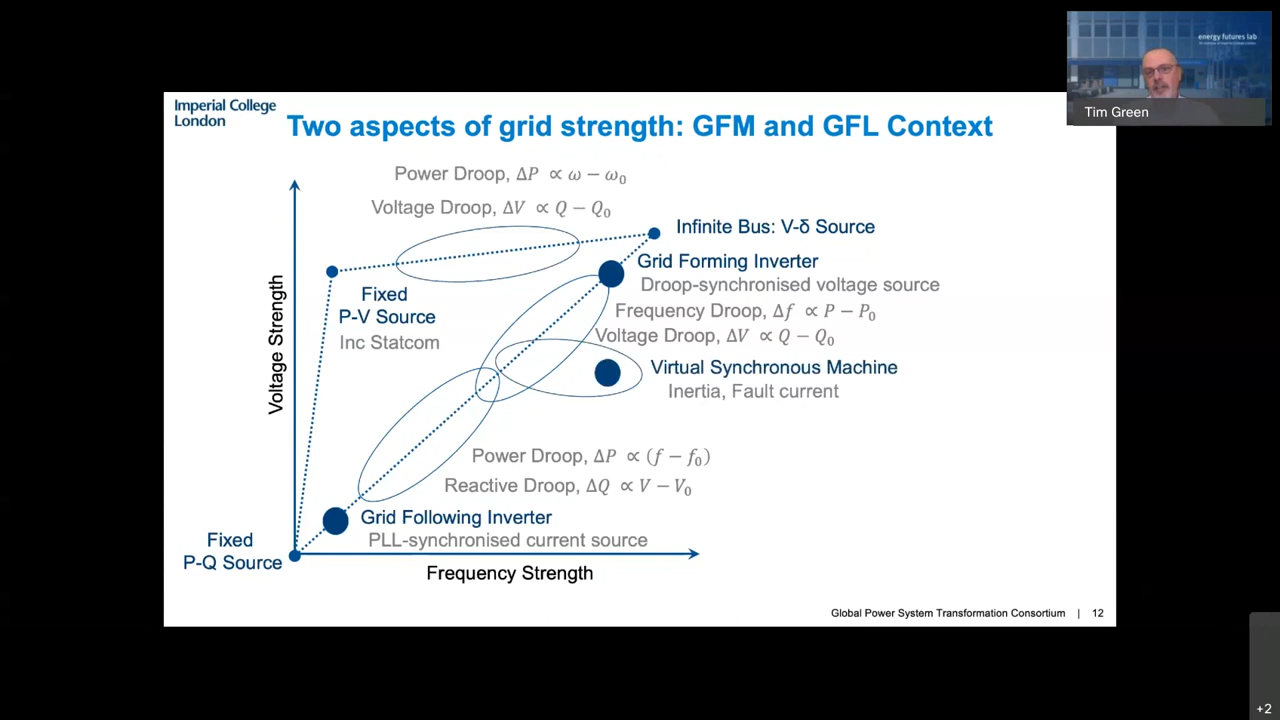 energy futures lab
Tim Green
Imperial College
London
Two aspects of grid strength: GFM and GFL Context
Power Droop, ΔP ∝ ω − ω₀
Voltage Droop, ΔV ∝ Q − Q₀
Infinite Bus: V-δ Source
Grid Forming Inverter
Droop-synchronised voltage source
Frequency Droop, Δf ∝ P − P₀
Voltage Droop, ΔV ∝ Q − Q₀
Fixed
P-V Source
Inc Statcom
Voltage Strength
Virtual Synchronous Machine
Inertia, Fault current
Power Droop, ΔP ∝ (f − f₀)
Reactive Droop, ΔQ ∝ V − V₀
Grid Following Inverter
PLL-synchronised current source
Fixed
P-Q Source
Frequency Strength
Global Power System Transformation Consortium | 12
+2